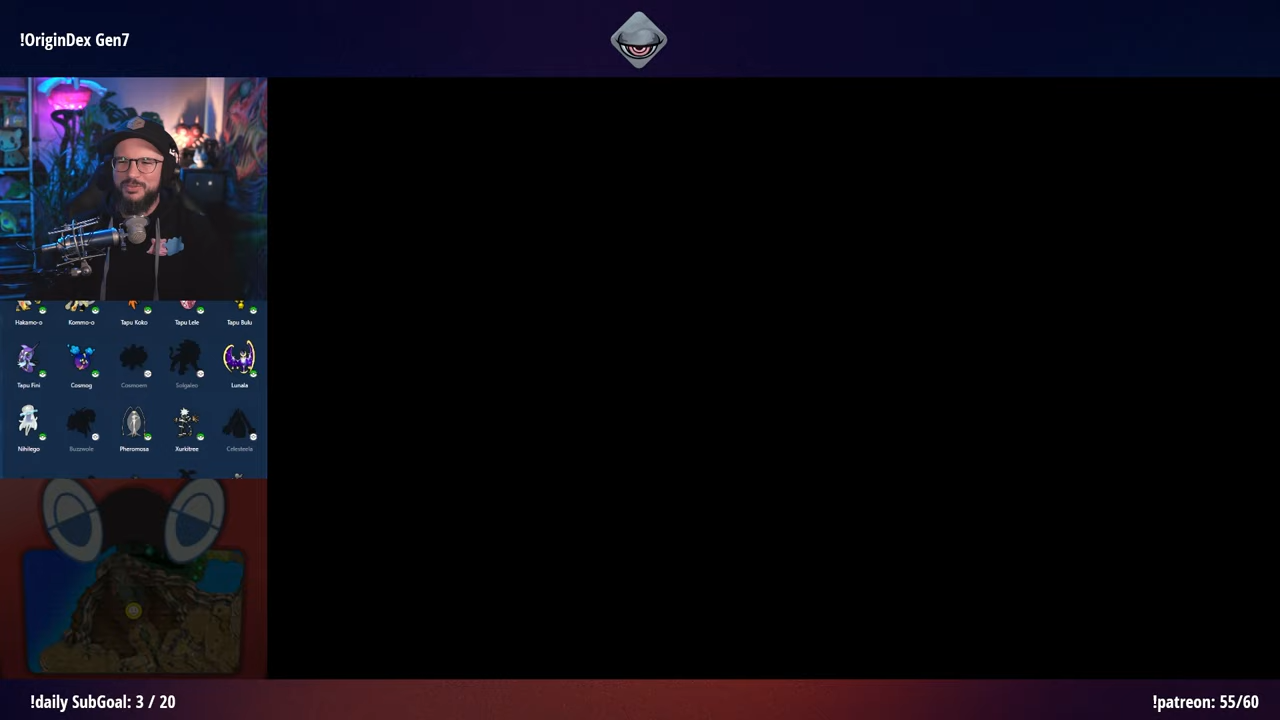 !OriginDex Gen7
Hakamo-o Kommo-o Tapu Koko Tapu Lele Tapu Bulu
Tapu Fini Cosmog Cosmoem Solgaleo Lunala
Nihilego Buzzwole Pheromosa Xurkitree Celesteela
!daily SubGoal: 3 / 20
!patreon: 55/60